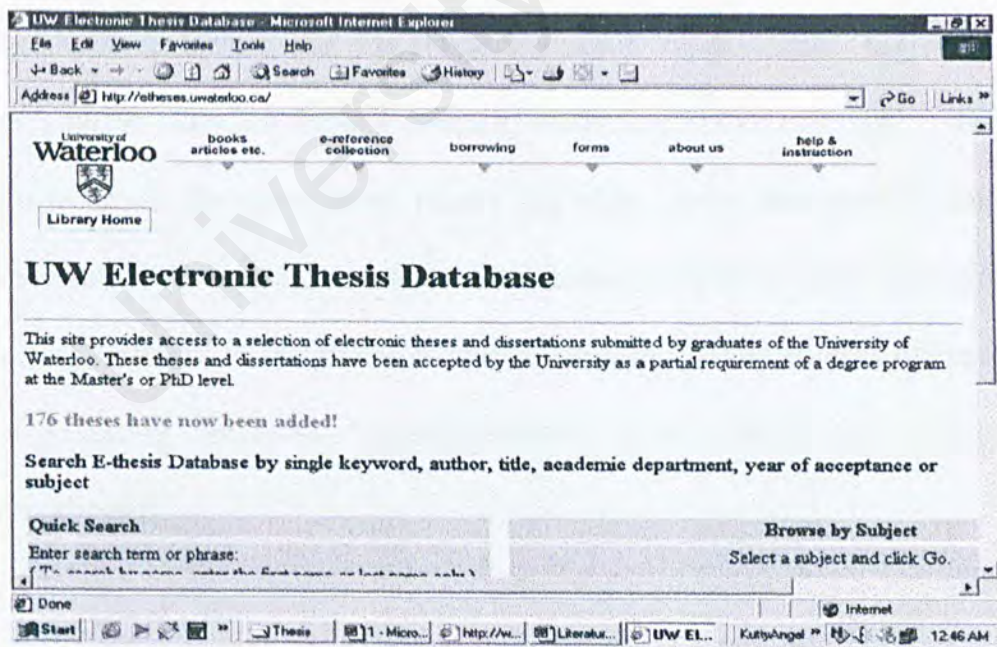 UW Electronic Thesis Database - Microsoft Internet Explorer
File Edit View Favorites Tools Help
Back Search Favorites History
Address http://etheses.uwaterloo.ca/ Go Links »
University of Waterloo
books articles etc. e-reference collection borrowing forms about us help & instruction
Library Home
UW Electronic Thesis Database
This site provides access to a selection of electronic theses and dissertations submitted by graduates of the University of
Waterloo. These theses and dissertations have been accepted by the University as a partial requirement of a degree program
at the Master's or PhD level.
176 theses have now been added!
Search E-thesis Database by single keyword, author, title, academic department, year of acceptance or
subject
Quick Search Browse by Subject
Enter search term or phrase: Select a subject and click Go.
Done Internet
Start » Thesis 1 - Micro... http://w... Literatur... UW El... KuttyAngel » 12:46 AM
University